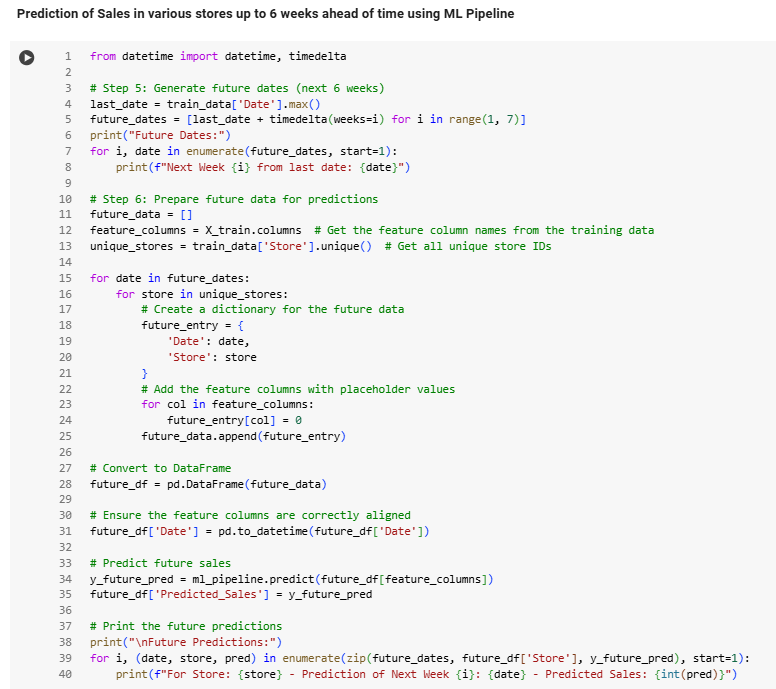 Prediction of Sales in various stores up to 6 weeks ahead of time using ML Pipeline
1 from datetime import datetime, timedelta
2
3 # Step 5: Generate future dates (next 6 weeks)
4 last_date = train_data['Date'].max()
5 future_dates = [last_date + timedelta(weeks=i) for i in range(1, 7)]
6 print("Future Dates:")
7 for i, date in enumerate(future_dates, start=1):
8     print(f"Next Week {i} from last date: {date}")
9
10 # Step 6: Prepare future data for predictions
11 future_data = []
12 feature_columns = X_train.columns  # Get the feature column names from the training data
13 unique_stores = train_data['Store'].unique()  # Get all unique store IDs
14
15 for date in future_dates:
16     for store in unique_stores:
17         # Create a dictionary for the future data
18         future_entry = {
19             'Date': date,
20             'Store': store
21         }
22         # Add the feature columns with placeholder values
23         for col in feature_columns:
24             future_entry[col] = 0
25         future_data.append(future_entry)
26
27 # Convert to DataFrame
28 future_df = pd.DataFrame(future_data)
29
30 # Ensure the feature columns are correctly aligned
31 future_df['Date'] = pd.to_datetime(future_df['Date'])
32
33 # Predict future sales
34 y_future_pred = ml_pipeline.predict(future_df[feature_columns])
35 future_df['Predicted_Sales'] = y_future_pred
36
37 # Print the future predictions
38 print("\nFuture Predictions:")
39 for i, (date, store, pred) in enumerate(zip(future_dates, future_df['Store'], y_future_pred), start=1):
40     print(f"For Store: {store} - Prediction of Next Week {i}: {date} - Predicted Sales: {int(pred)}")